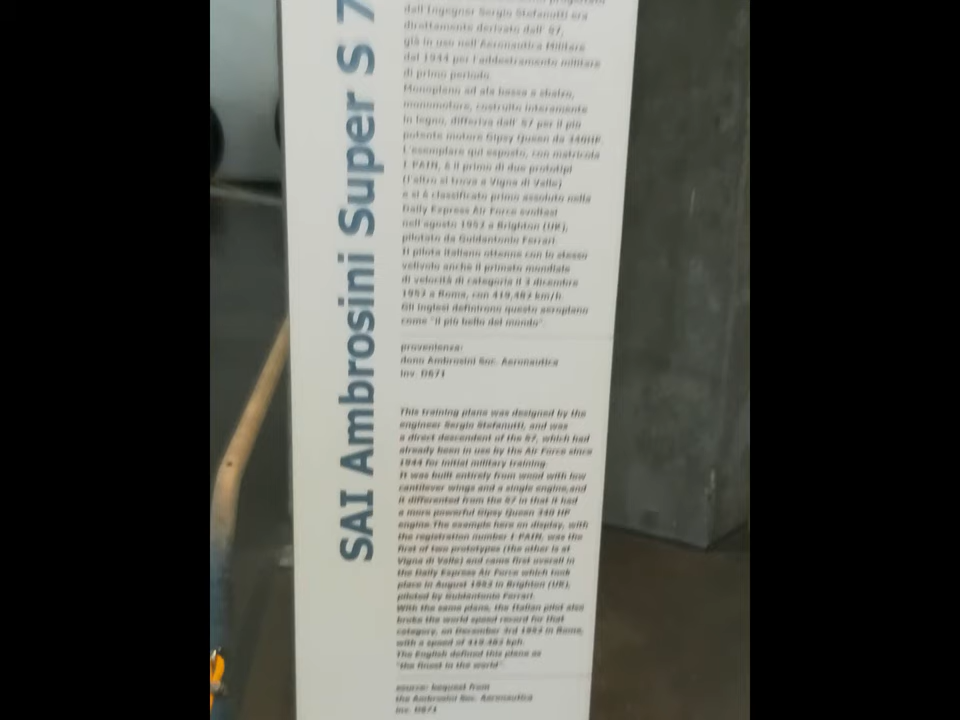 SAI Ambrosini Super S 7
dall'Ingegner Sergio Stefanutti era
direttamente derivato dall' S7,
già in uso nell'Aeronautica Militare
dal 1944 per l'addestramento militare
di primo periodo.
Monoplano ad ala bassa a sbalzo,
monomotore, costruito interamente
in legno, differiva dall' S7 per il più
potente motore Gipsy Queen da 340HP.
L'esemplare qui esposto, con matricola
I-PAIN, è il primo di due prototipi
(l'altro si trova a Vigna di Valle)
e si è classificato primo assoluto nella
Daily Express Air Force svoltasi
nell'agosto 1952 a Brighton (UK),
pilotato da Guidantonio Ferrari.
Il pilota italiano ottenne con lo stesso
velivolo anche il primato mondiale
di velocità di categoria il 3 dicembre
a Roma, con km/h.
Gli inglesi definirono questo aeroplano
come "il più bello del mondo".
provenienza:
dono Ambrosini Soc. Aeronautica
inv. D671
This training plane was designed by the
engineer Sergio Stefanutti, and was
a direct descendent of the S7, which had
already been in use by the Air Force since
1944 for initial military training.
It was built entirely from wood with low
cantilever wings and a single engine,and
it differented from the S7 in that it had
a more powerful Gipsy Queen 340 HP
engine.The example here on display, with
the registration number I-PAIN, was the
first of two prototypes (the other is at
Vigna di Valle) and came first overall in
the Daily Express Air Force which took
place in August in Brighton (UK),
piloted by Guidantonio Ferrari.
With the same plane, the Italian pilot also
broke the world speed record for that
category, on December 3rd in Rome,
with a speed of kph.
The English defined this plane as
"the finest in the world".
source: bequest from
the Ambrosini Soc. Aeronautica
inv. D671